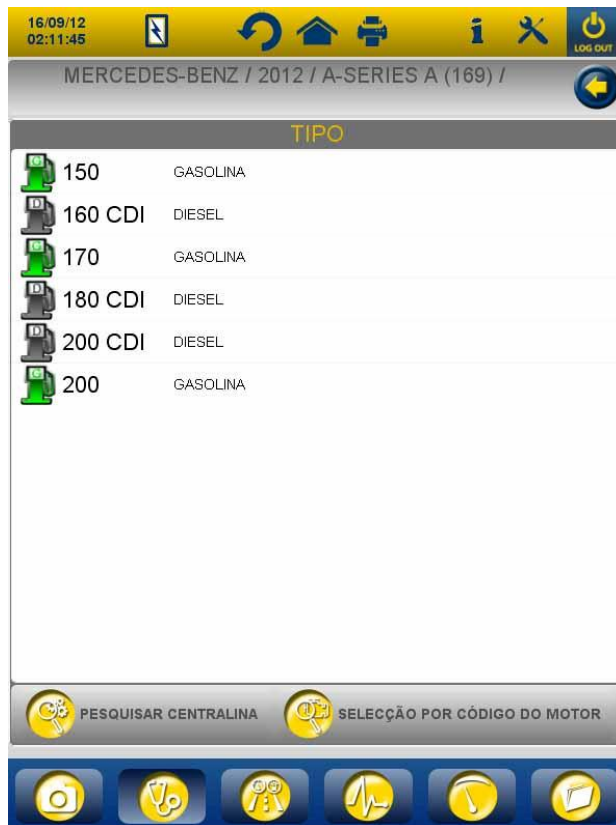 16/09/12
02:11:45
LOG OUT
MERCEDES-BENZ / 2012 / A-SERIES A (169) /
TIPO
G 150 GASOLINA
D 160 CDI DIESEL
G 170 GASOLINA
D 180 CDI DIESEL
D 200 CDI DIESEL
G 200 GASOLINA
PESQUISAR CENTRALINA SELECÇÃO POR CÓDIGO DO MOTOR